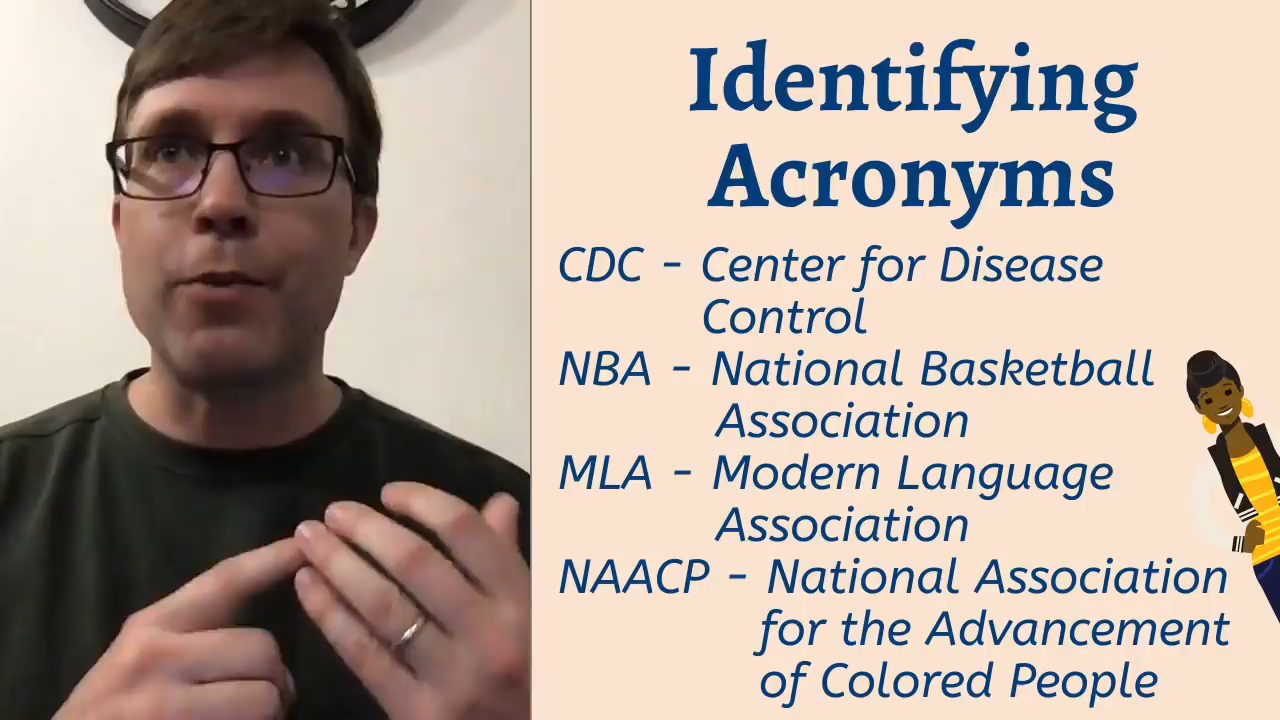 Identifying
Acronyms
CDC - Center for Disease
Control
NBA - National Basketball
Association
MLA - Modern Language
Association
NAACP - National Association
for the Advancement
of Colored People